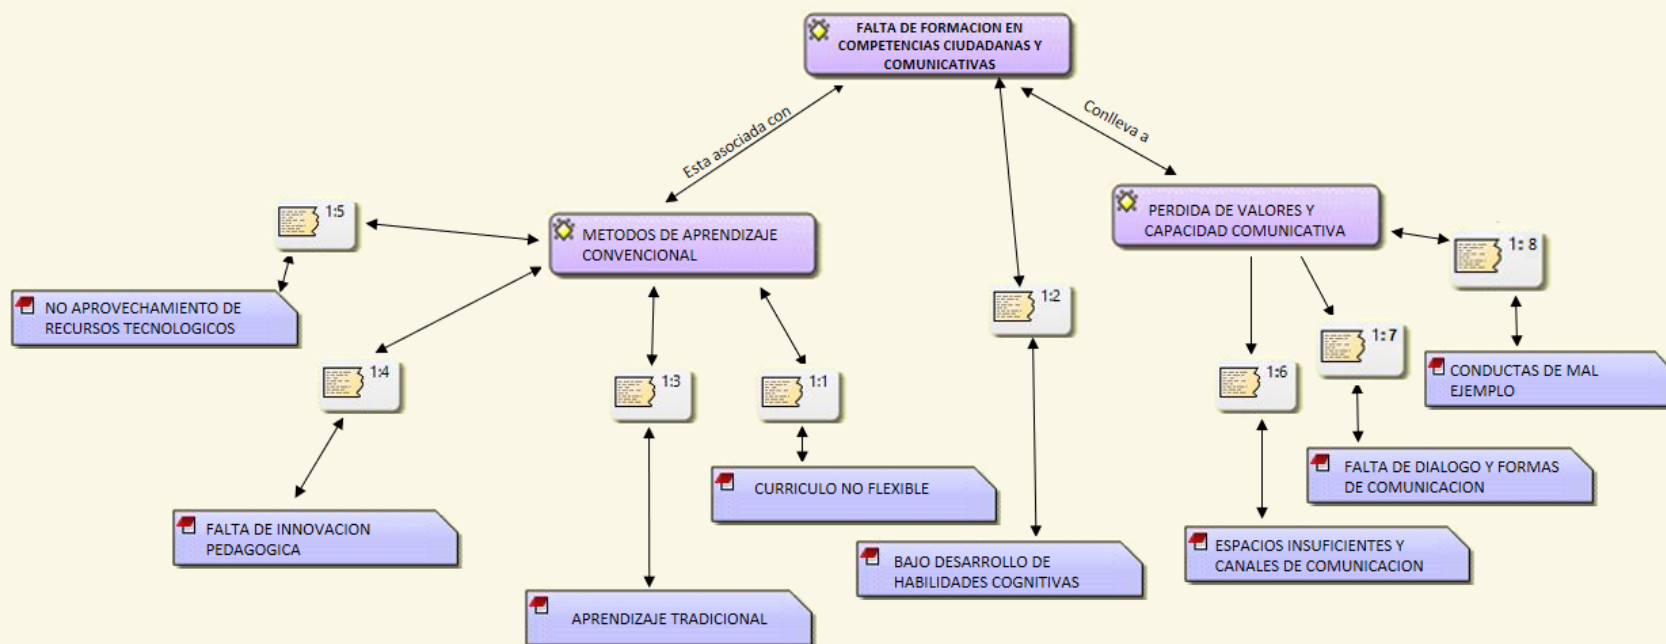 FALTA DE FORMACION EN
COMPETENCIAS CIUDADANAS Y
COMUNICATIVAS
Esta asociada con
Conlleva a
1:5
METODOS DE APRENDIZAJE
CONVENCIONAL
PERDIDA DE VALORES Y
CAPACIDAD COMUNICATIVA
1: 8
NO APROVECHAMIENTO DE
RECURSOS TECNOLOGICOS
1:2
1:4
1:3
1:1
1:6
1:7
CONDUCTAS DE MAL
EJEMPLO
CURRICULO NO FLEXIBLE
FALTA DE DIALOGO Y FORMAS
DE COMUNICACION
FALTA DE INNOVACION
PEDAGOGICA
BAJO DESARROLLO DE
HABILIDADES COGNITIVAS
ESPACIOS INSUFICIENTES Y
CANALES DE COMUNICACION
APRENDIZAJE TRADICIONAL